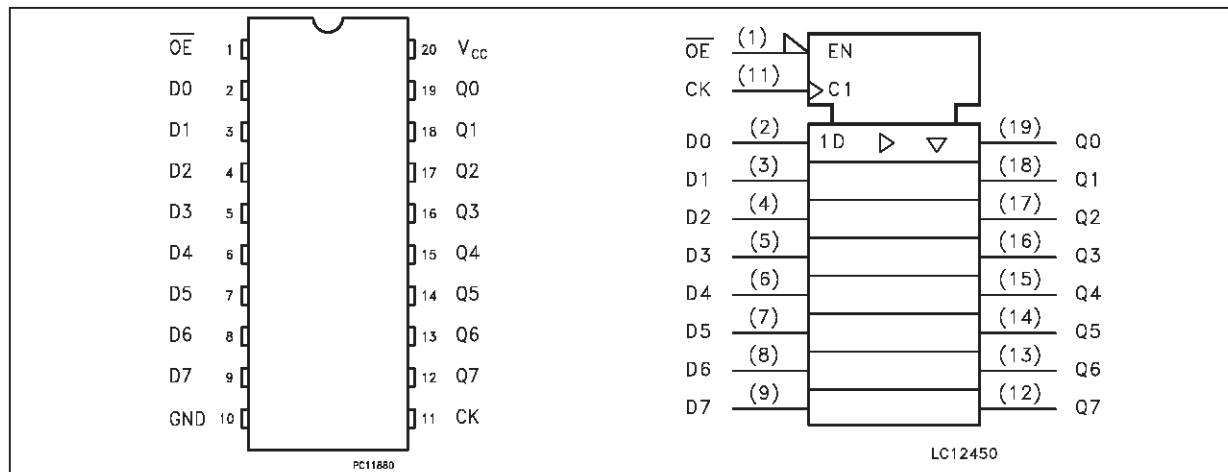 O̅E̅ 1 20 VCC
D0 2 19 Q0
D1 3 18 Q1
D2 4 17 Q2
D3 5 16 Q3
D4 6 15 Q4
D5 7 14 Q5
D6 8 13 Q6
D7 9 12 Q7
GND 10 11 CK
PC11880
O̅E̅ (1) EN
CK (11) C1
D0 (2) 1D (19) Q0
D1 (3) (18) Q1
D2 (4) (17) Q2
D3 (5) (16) Q3
D4 (6) (15) Q4
D5 (7) (14) Q5
D6 (8) (13) Q6
D7 (9) (12) Q7
LC12450